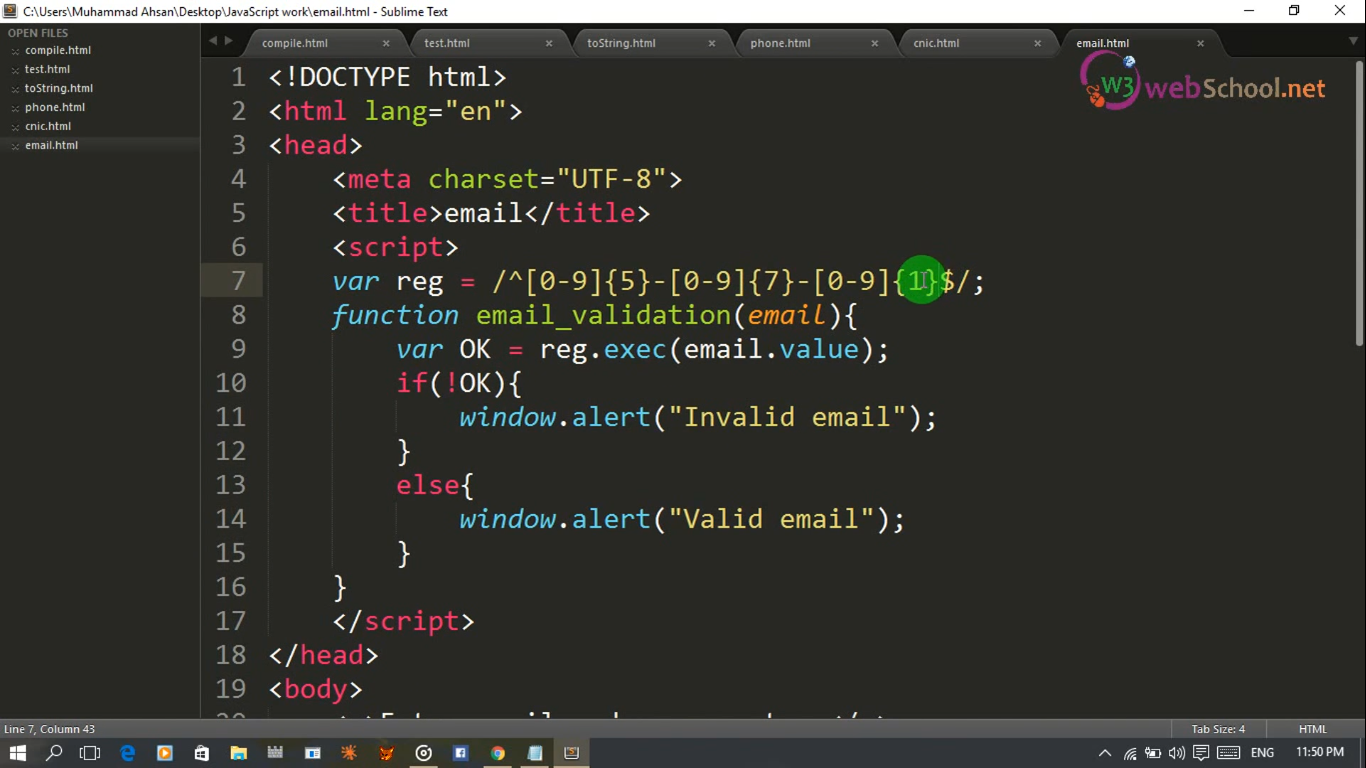 C:\Users\Muhammad Ahsan\Desktop\JavaScript work\email.html - Sublime Text
OPEN FILES
compile.html
test.html
toString.html
phone.html
cnic.html
email.html
compile.html test.html toString.html phone.html cnic.html email.html
W3 webSchool.net
1 <!DOCTYPE html>
2 <html lang="en">
3 <head>
4 <meta charset="UTF-8">
5 <title>email</title>
6 <script>
7 var reg = /^[0-9]{5}-[0-9]{7}-[0-9]{1}$/;
8 function email_validation(email){
9 var OK = reg.exec(email.value);
10 if(!OK){
11 window.alert("Invalid email");
12 }
13 else{
14 window.alert("Valid email");
15 }
16 }
17 </script>
18 </head>
19 <body>
Line 7, Column 43 Tab Size: 4 HTML
ENG 11:50 PM